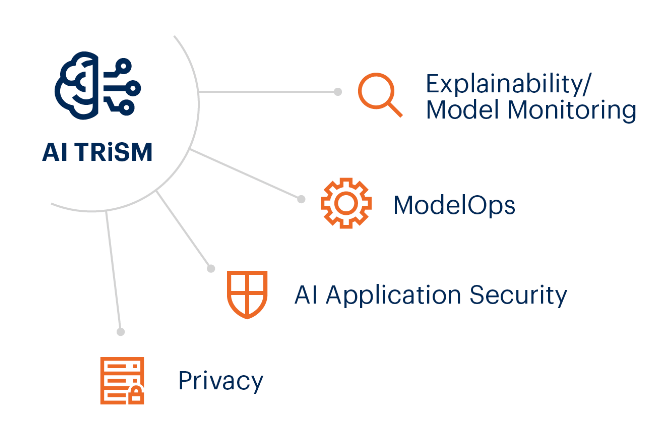 AI TRiSM
Explainability/
Model Monitoring
ModelOps
AI Application Security
Privacy